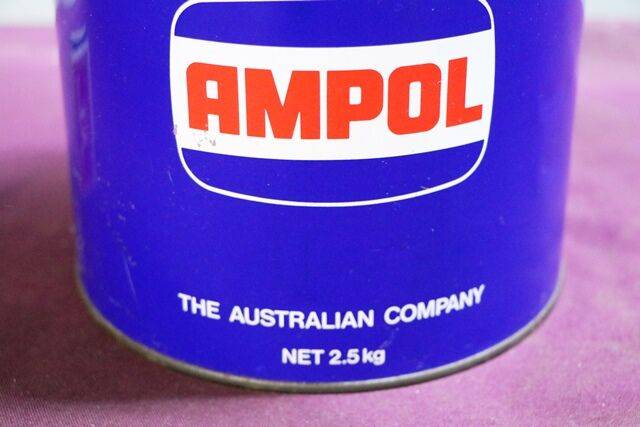 AMPOL
THE AUSTRALIAN COMPANY
NET 2.5kg